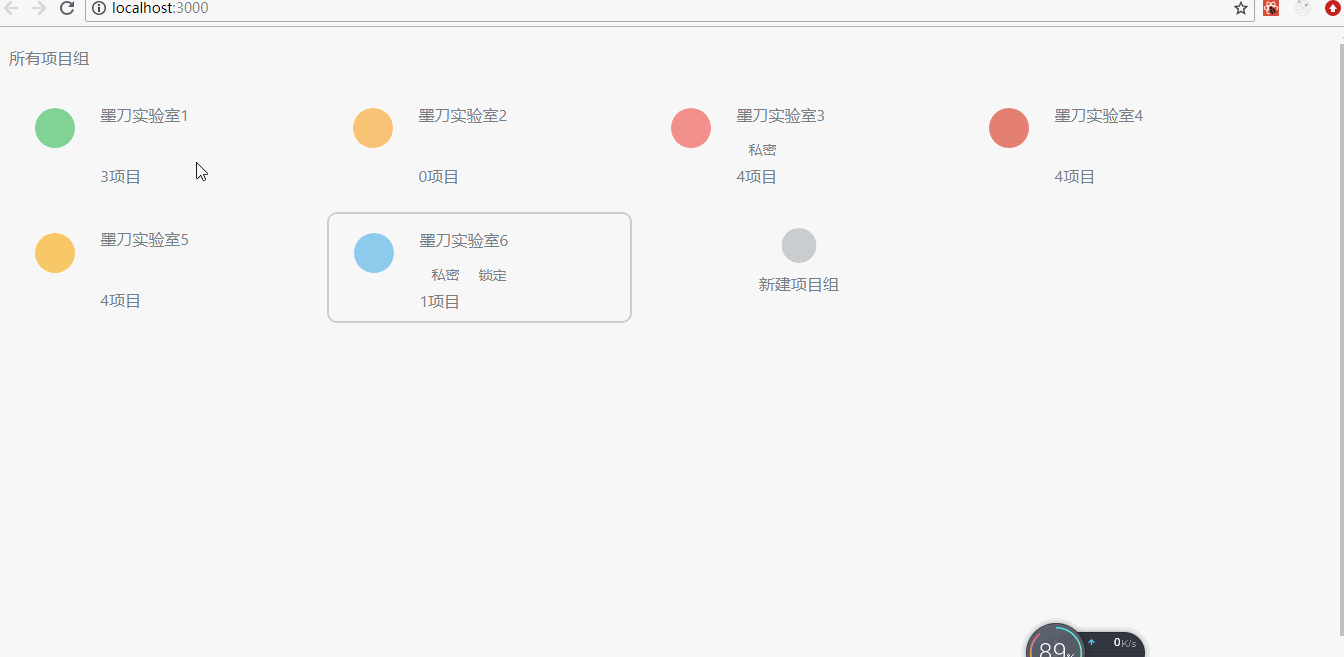 localhost:3000
所有项目组
墨刀实验室1
3项目
墨刀实验室2
0项目
墨刀实验室3
私密
4项目
墨刀实验室4
4项目
墨刀实验室5
4项目
墨刀实验室6
私密 锁定
1项目
新建项目组
89%
0K/s